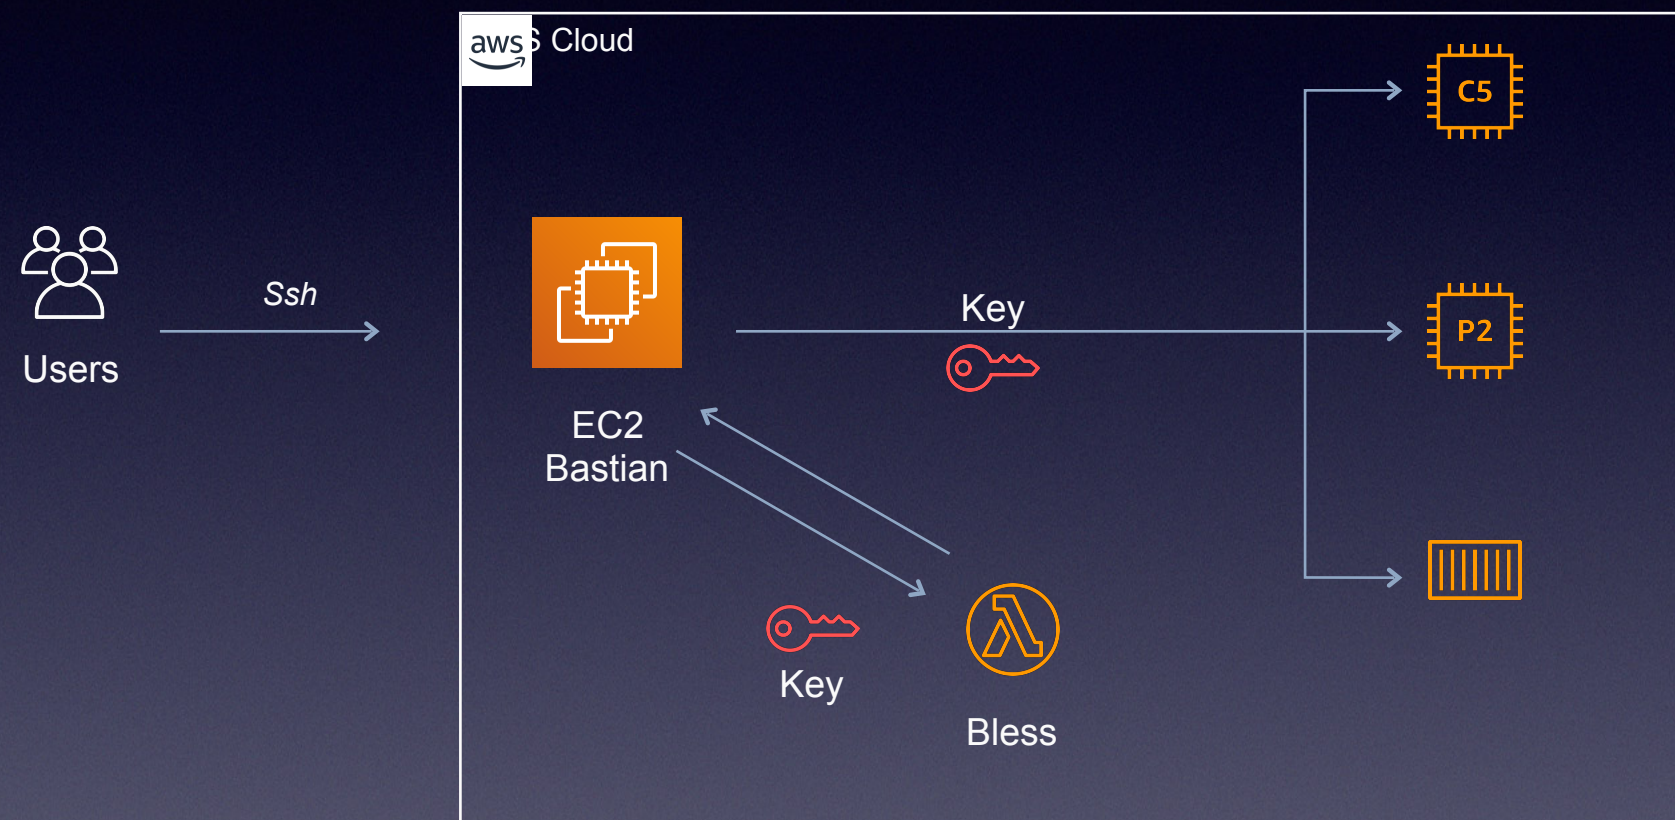 aws
S Cloud
C5
Ssh
Users
Key
P2
EC2
Bastian
Key
Bless